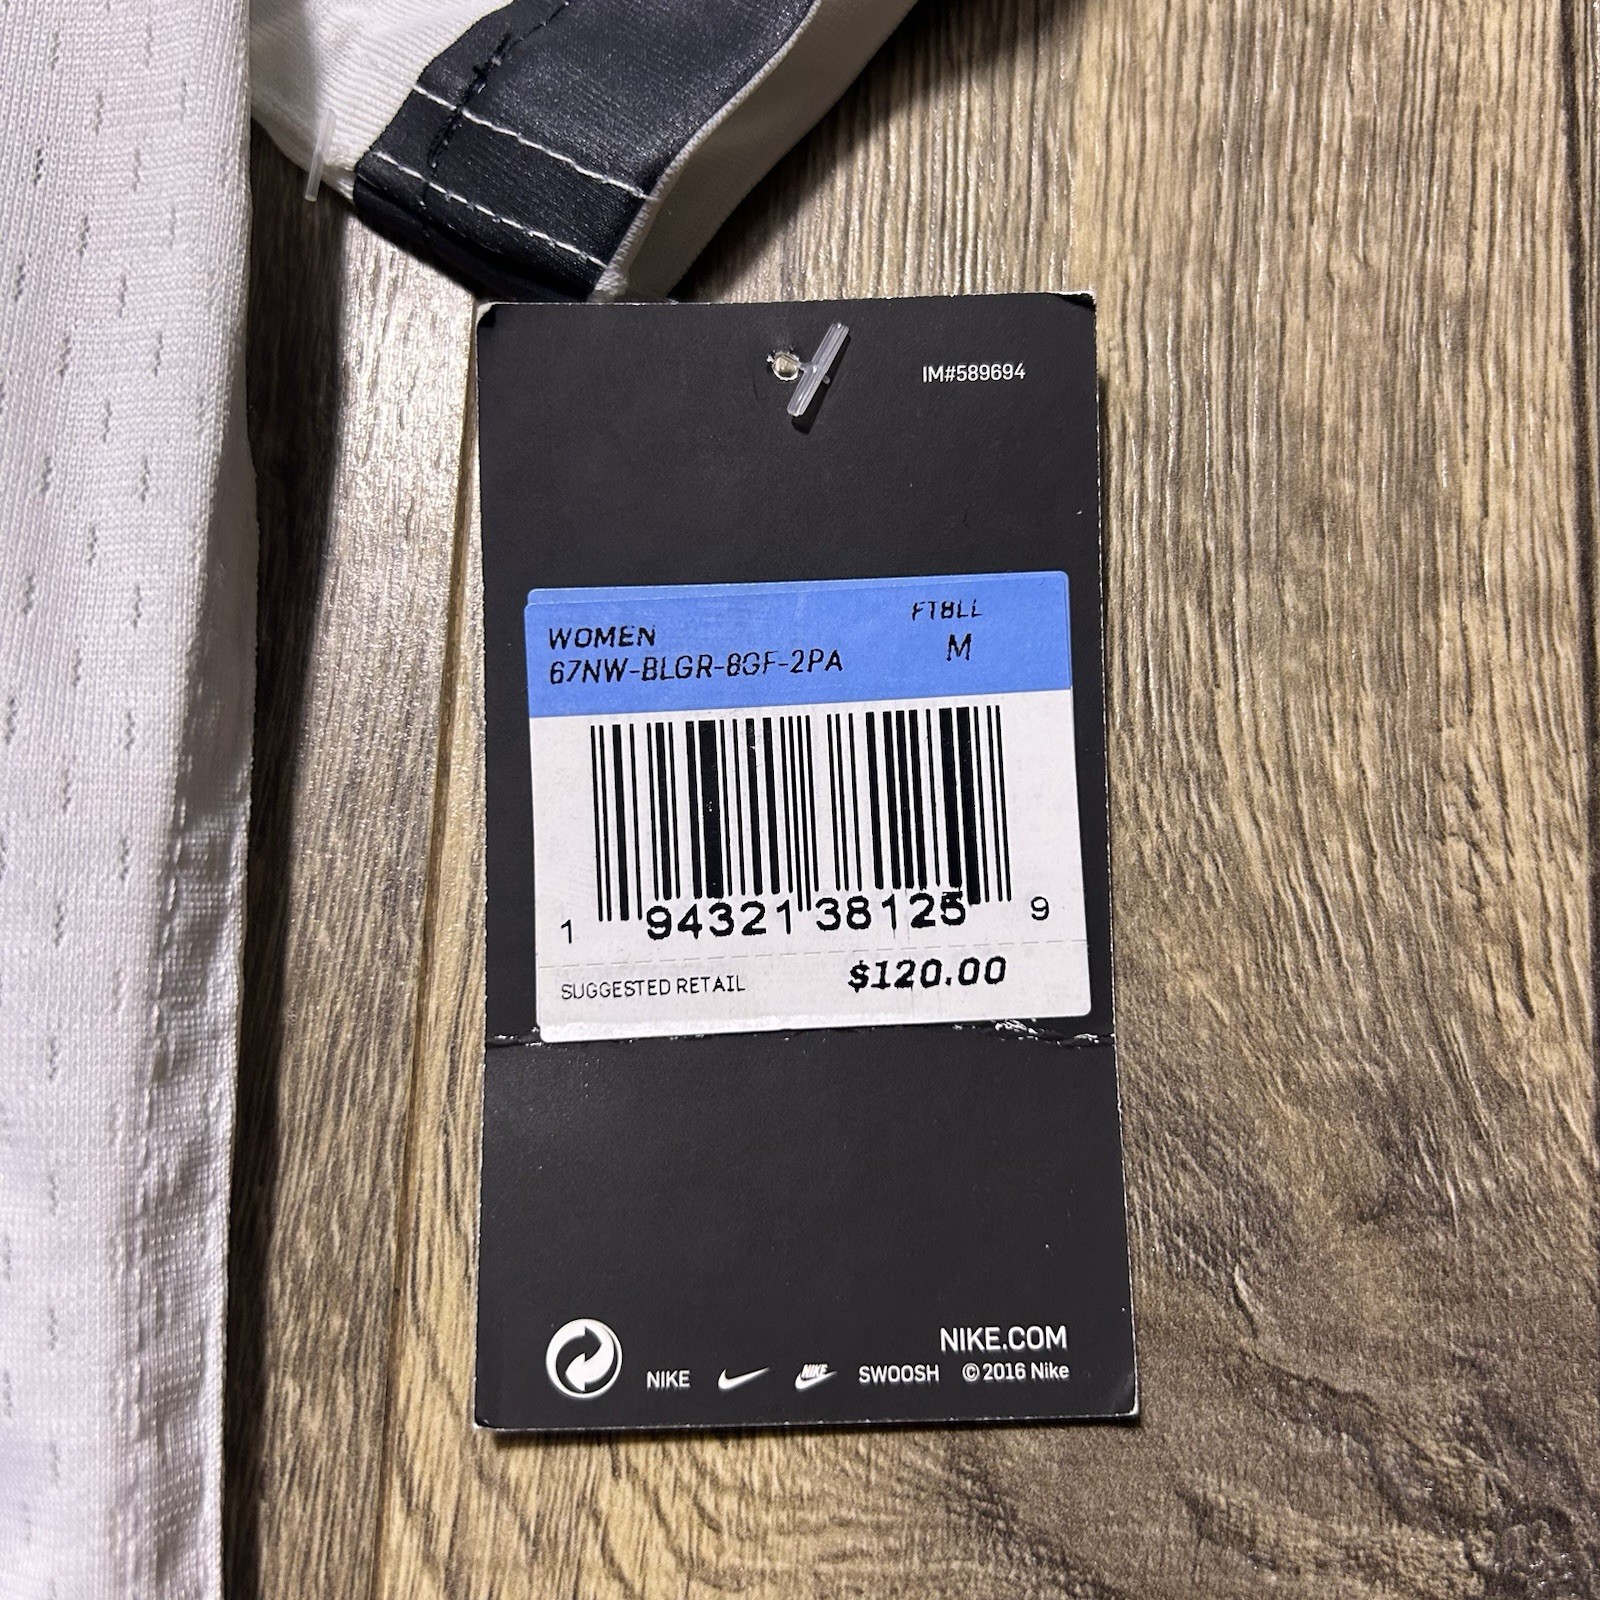 IM#589694
FTBLL
WOMEN
M
67NW-BLGR-8GF-2PA
1 94321 38125 9
SUGGESTED RETAIL $120.00
NIKE.COM
NIKE NIKE SWOOSH © 2016 Nike